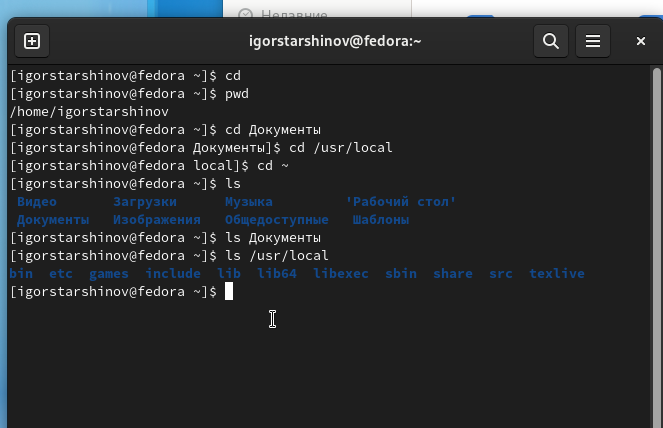 Недавние
igorstarshinov@fedora:~
[igorstarshinov@fedora ~]$ cd
[igorstarshinov@fedora ~]$ pwd
/home/igorstarshinov
[igorstarshinov@fedora ~]$ cd Документы
[igorstarshinov@fedora Документы]$ cd /usr/local
[igorstarshinov@fedora local]$ cd ~
[igorstarshinov@fedora ~]$ ls
Видео Загрузки Музыка 'Рабочий стол'
Документы Изображения Общедоступные Шаблоны
[igorstarshinov@fedora ~]$ ls Документы
[igorstarshinov@fedora ~]$ ls /usr/local
bin etc games include lib lib64 libexec sbin share src texlive
[igorstarshinov@fedora ~]$